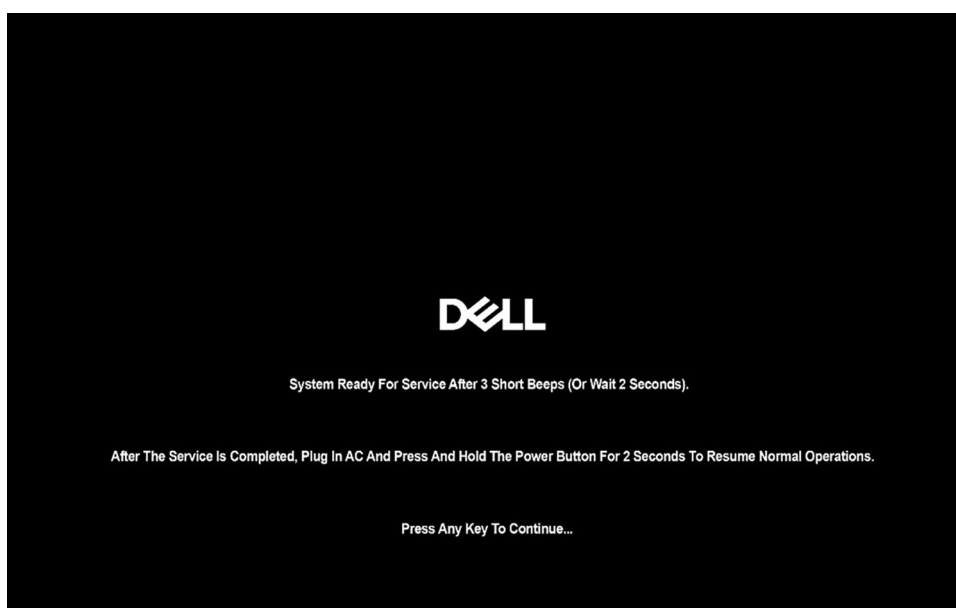 DELL
System Ready For Service After 3 Short Beeps (Or Wait 2 Seconds).
After The Service Is Completed, Plug In AC And Press And Hold The Power Button For 2 Seconds To Resume Normal Operations.
Press Any Key To Continue...